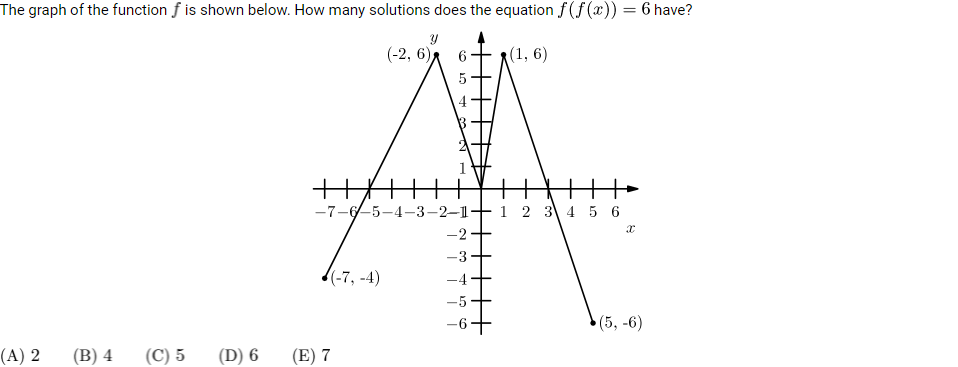 The graph of the function f is shown below. How many solutions does the equation f(f(x)) = 6 have?
y
(-2, 6) 6 (1, 6)
5
4
3
2
1
−7−6−5−4−3−2−1 1 2 3 4 5 6
x
−2
−3
(-7, -4) −4
−5
−6 (5, -6)
(A) 2 (B) 4 (C) 5 (D) 6 (E) 7